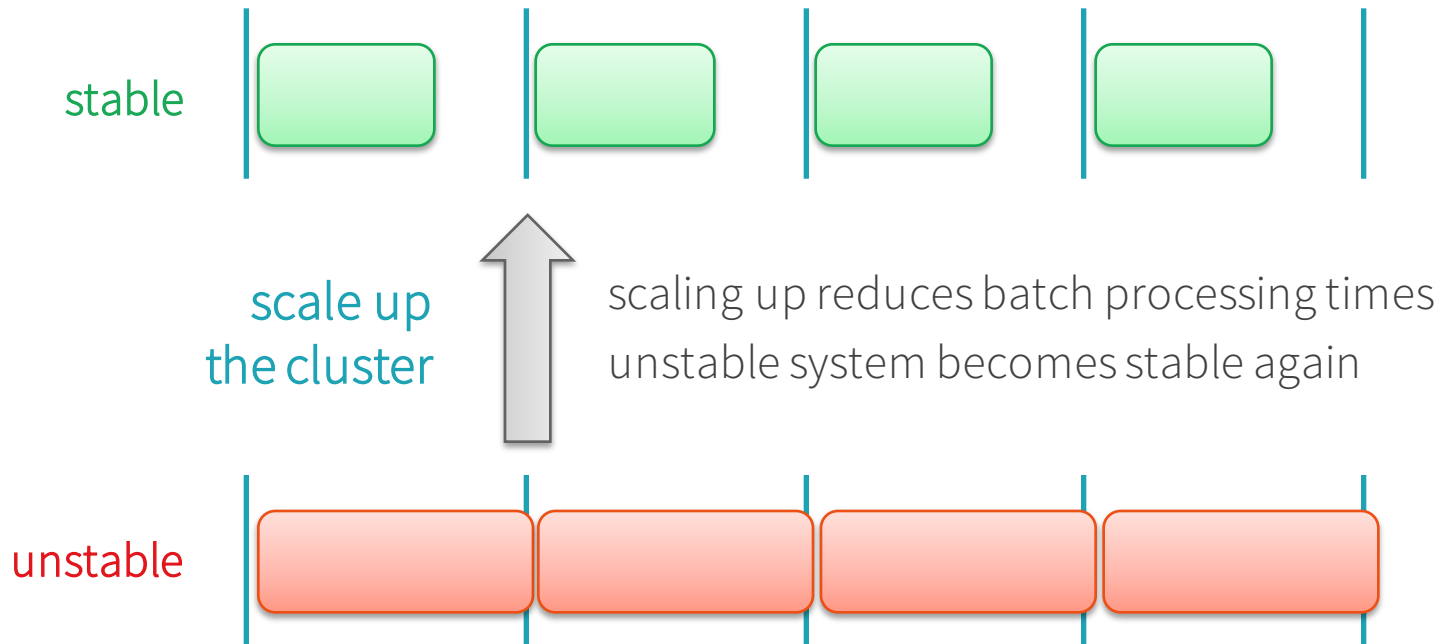 stable
scale up
the cluster
scaling up reduces batch processing times
unstable system becomes stable again
unstable